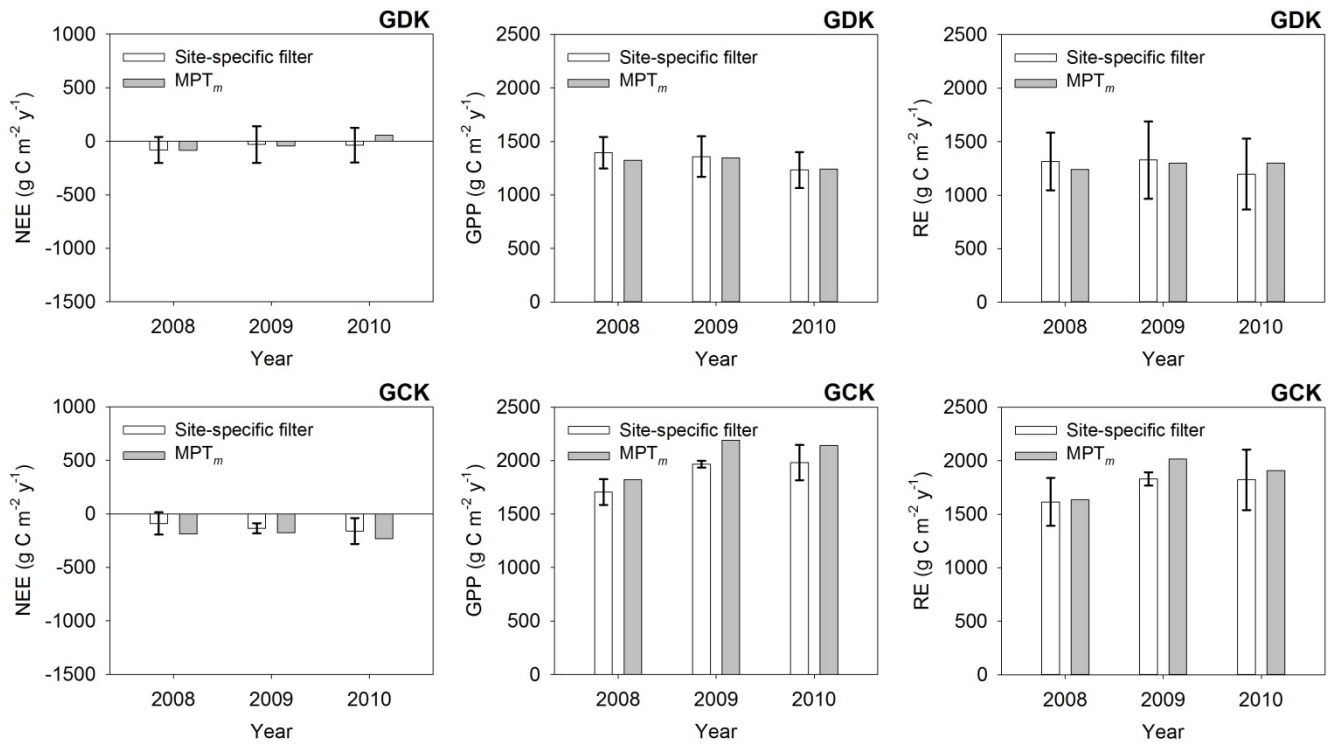 GDK
1000
500
0
-500
-1000
-1500
NEE (g C m⁻² y⁻¹)
Site-specific filter
MPTₘ
2008 2009 2010
Year
GDK
2500
2000
1500
1000
500
0
GPP (g C m⁻² y⁻¹)
Site-specific filter
MPTₘ
2008 2009 2010
Year
GDK
2500
2000
1500
1000
500
0
RE (g C m⁻² y⁻¹)
Site-specific filter
MPTₘ
2008 2009 2010
Year
GCK
1000
500
0
-500
-1000
-1500
NEE (g C m⁻² y⁻¹)
Site-specific filter
MPTₘ
2008 2009 2010
Year
GCK
2500
2000
1500
1000
500
0
GPP (g C m⁻² y⁻¹)
Site-specific filter
MPTₘ
2008 2009 2010
Year
GCK
2500
2000
1500
1000
500
0
RE (g C m⁻² y⁻¹)
Site-specific filter
MPTₘ
2008 2009 2010
Year